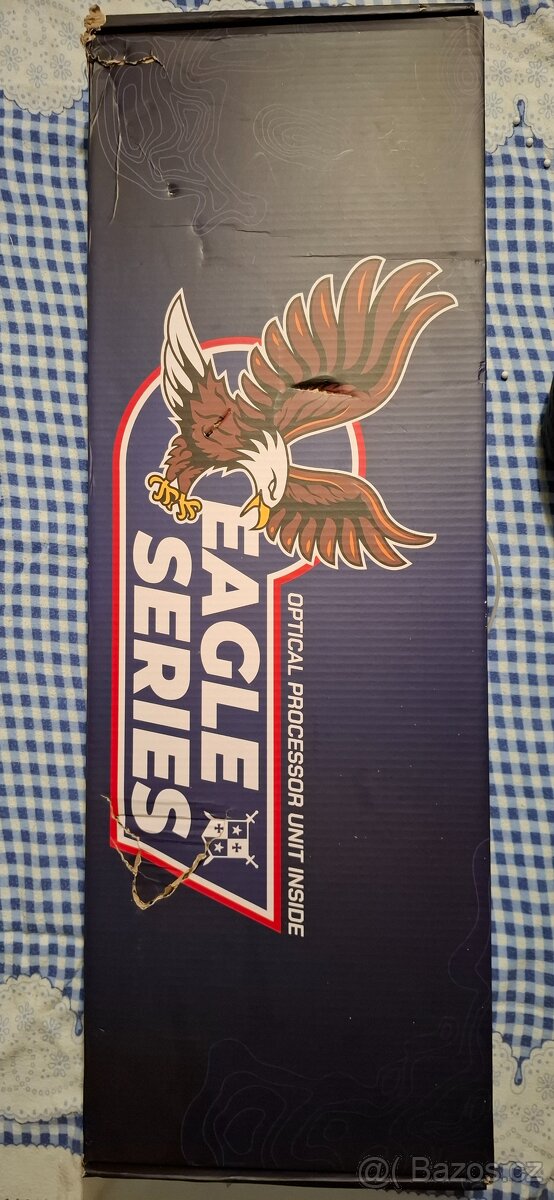 EAGLE
SERIES
OPTICAL PROCESSOR UNIT INSIDE
@( Bazos.cz